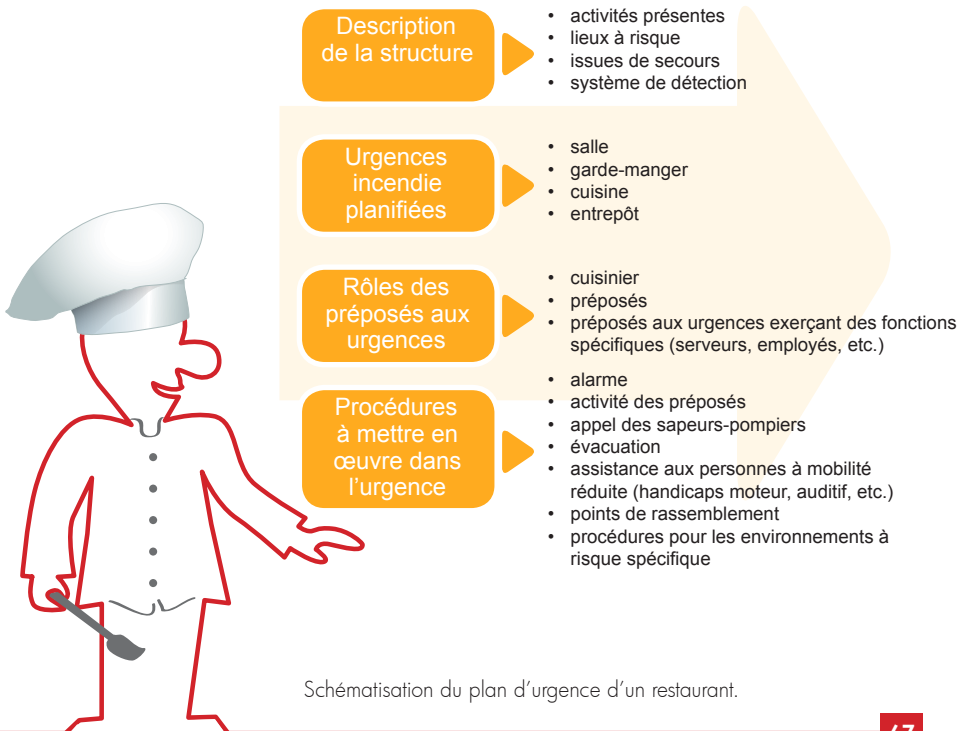 Description
de la structure
• activités présentes
• lieux à risque
• issues de secours
• système de détection
Urgences
incendie
planifiées
• salle
• garde-manger
• cuisine
• entrepôt
Rôles des
préposés aux
urgences
• cuisinier
• préposés
• préposés aux urgences exerçant des fonctions
spécifiques (serveurs, employés, etc.)
Procédures
à mettre en
œuvre dans
l'urgence
• alarme
• activité des préposés
• appel des sapeurs-pompiers
• évacuation
• assistance aux personnes à mobilité
réduite (handicaps moteur, auditif, etc.)
• points de rassemblement
• procédures pour les environnements à
risque spécifique
Schématisation du plan d'urgence d'un restaurant.